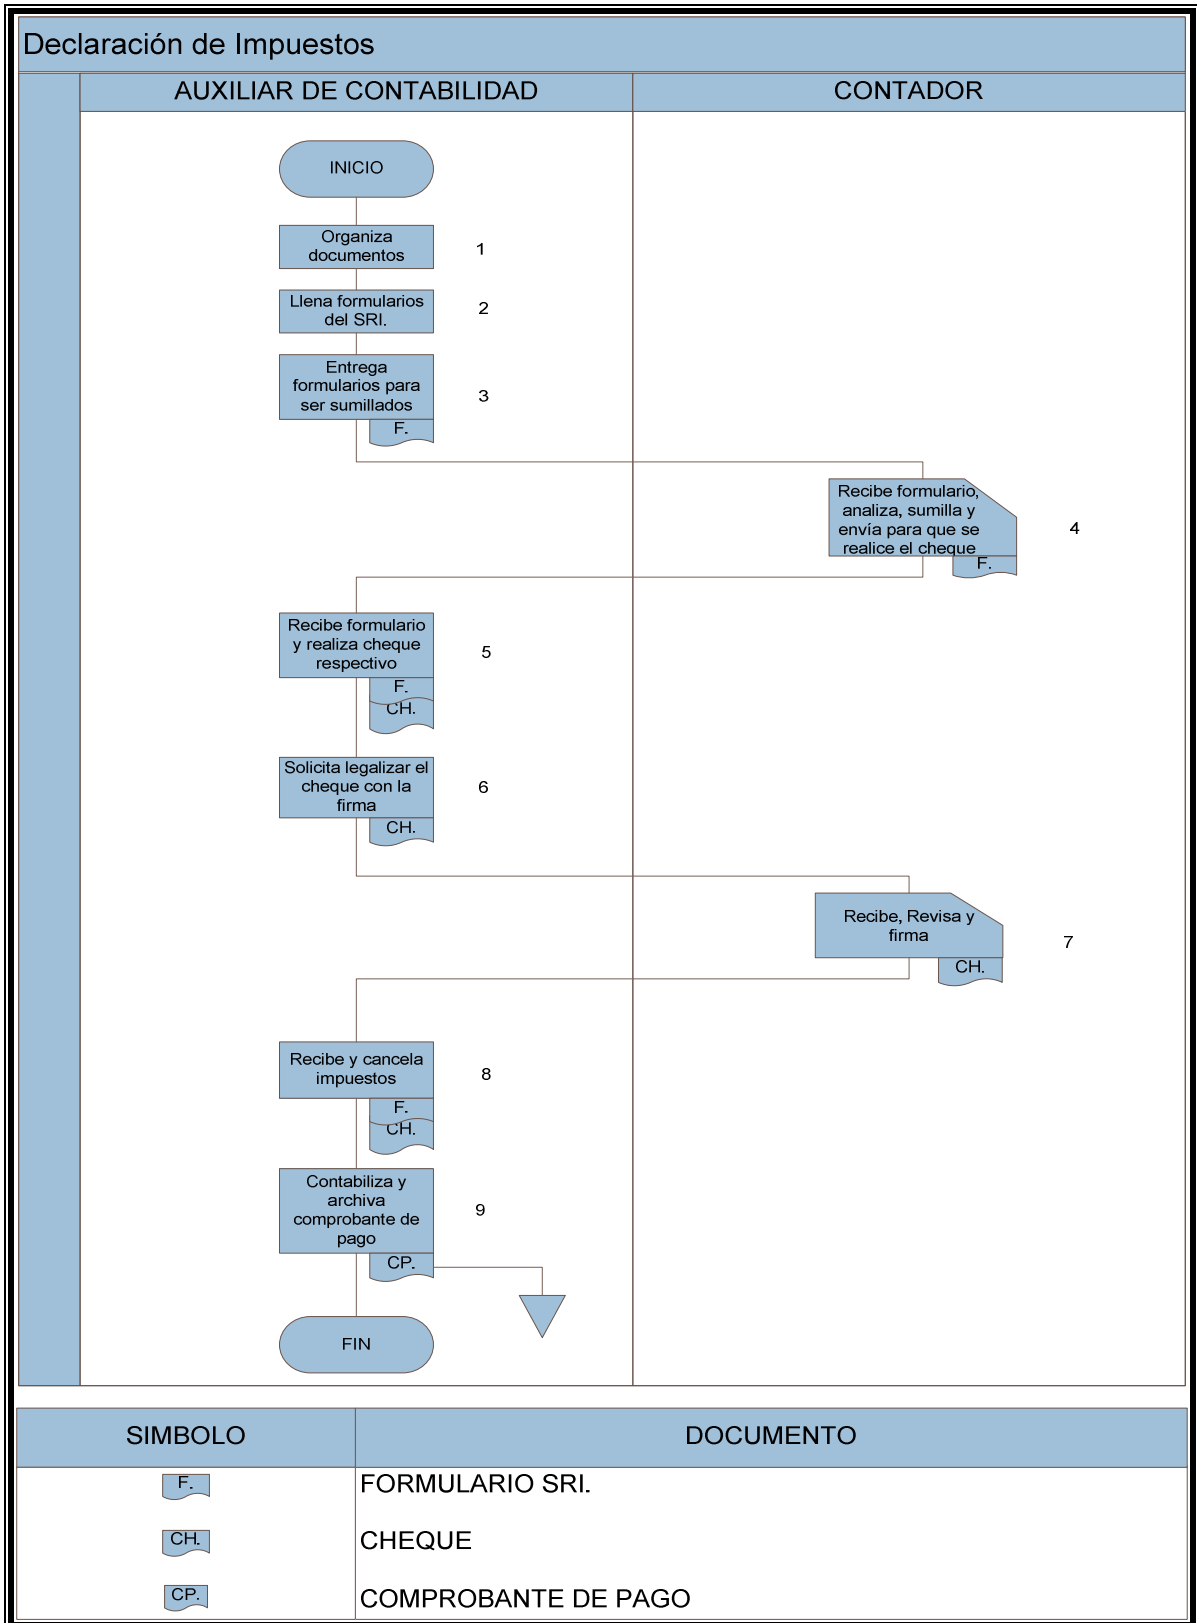 Declaración de Impuestos
AUXILIAR DE CONTABILIDAD
CONTADOR
INICIO
Organiza
documentos
1
Llena formularios
del SRI.
2
Entrega
formularios para
ser sumillados
3
F.
Recibe formulario,
analiza, sumilla y
envía para que se
realice el cheque
4
F.
Recibe formulario
y realiza cheque
respectivo
5
F.
CH.
Solicita legalizar el
cheque con la
firma
6
CH.
Recibe, Revisa y
firma
7
CH.
Recibe y cancela
impuestos
8
F.
CH.
Contabiliza y
archiva
comprobante de
pago
9
CP.
FIN
SIMBOLO
DOCUMENTO
F.
FORMULARIO SRI.
CH.
CHEQUE
CP.
COMPROBANTE DE PAGO